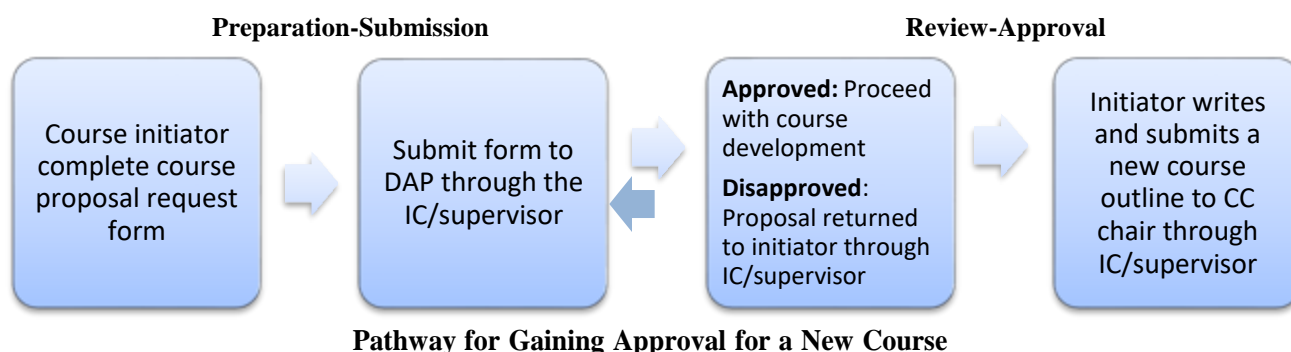 Preparation-Submission
Review-Approval
Course initiator
complete course
proposal request
form
Submit form to
DAP through the
IC/supervisor
Approved: Proceed
with course
development
Disapproved:
Proposal returned
to initiator through
IC/supervisor
Initiator writes
and submits a
new course
outline to CC
chair through
IC/supervisor
Pathway for Gaining Approval for a New Course